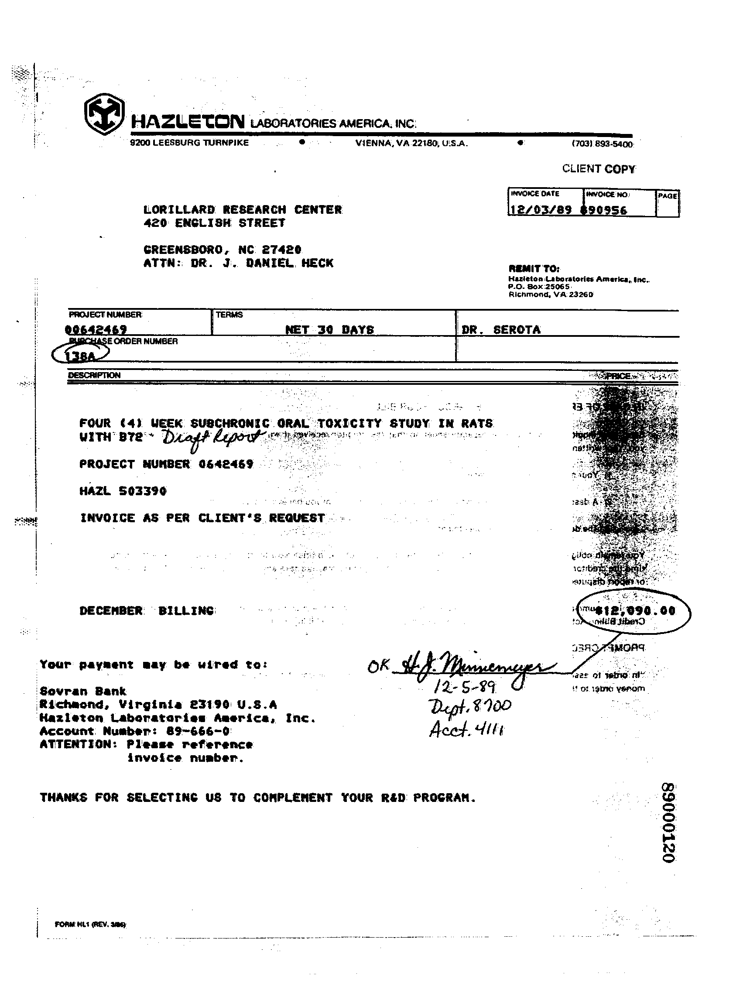 HAZLETON LABORATORIES AMERICA, INC.
9200 LEESBURG TURNPIKE • VIENNA, VA 22180, U.S.A. • (703) 893-5400
CLIENT COPY
INVOICE DATE INVOICE NO. PAGE
12/03/89 890956
LORILLARD RESEARCH CENTER
420 ENGLISH STREET
GREENSBORO, NC 27420
ATTN: DR. J. DANIEL HECK
REMIT TO:
Hazleton Laboratories America, Inc.
P.O. Box 25065
Richmond, VA 23260
PROJECT NUMBER TERMS
00642469 NET 30 DAYS DR. SEROTA
PURCHASE ORDER NUMBER
138A
DESCRIPTION PRICE
FOUR (4) WEEK SUBCHRONIC ORAL TOXICITY STUDY IN RATS
WITH B72 - Draft Report
PROJECT NUMBER 0642469
HAZL 503390
INVOICE AS PER CLIENT'S REQUEST
DECEMBER BILLING $12,090.00
Your payment may be wired to:
OK H.J. Minnemeyer
12-5-89
Dept. 8700
Acct. 4111
Sovran Bank
Richmond, Virginia 23190 U.S.A
Hazleton Laboratories America, Inc.
Account Number: 89-666-0
ATTENTION: Please reference
invoice number.
THANKS FOR SELECTING US TO COMPLEMENT YOUR R&D PROGRAM.
89000120
FORM HL1 (REV. 3/86)